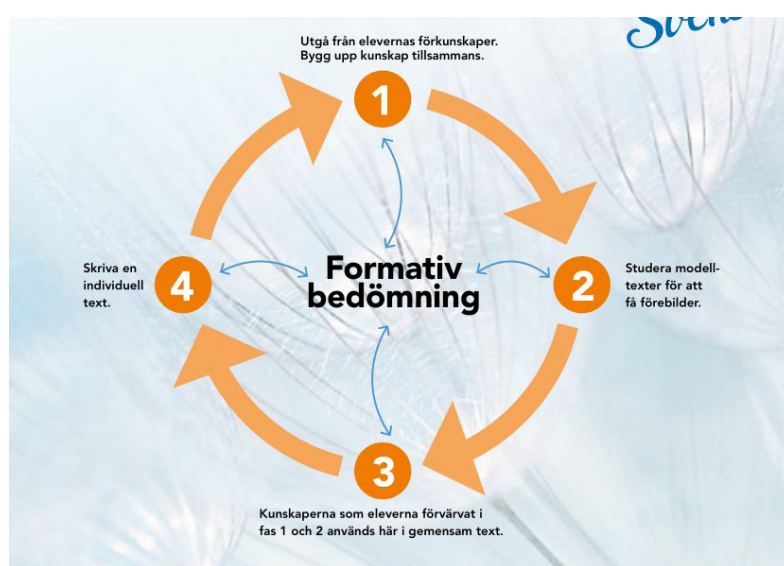 Utgå från elevernas förkunskaper.
Bygg upp kunskap tillsammans.
1
Formativ
bedömning
2
Studera modell-
texter för att
få förebilder.
3
Kunskaperna som eleverna förvärvat i
fas 1 och 2 används här i gemensam text.
4
Skriva en
individuell
text.